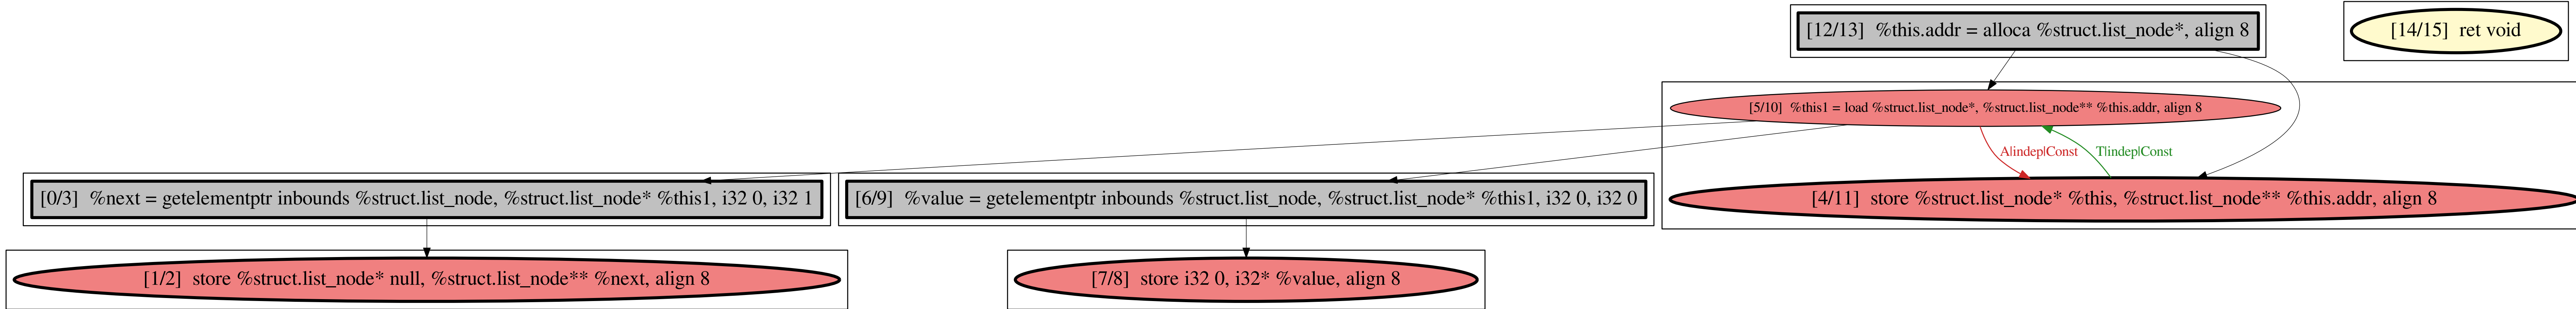 [12/13]  %this.addr = alloca %struct.list_node*, align 8
[14/15]  ret void
[5/10]  %this1 = load %struct.list_node*, %struct.list_node** %this.addr, align 8
A|indep|Const
T|indep|Const
[0/3]  %next = getelementptr inbounds %struct.list_node, %struct.list_node* %this1, i32 0, i32 1
[6/9]  %value = getelementptr inbounds %struct.list_node, %struct.list_node* %this1, i32 0, i32 0
[4/11]  store %struct.list_node* %this, %struct.list_node** %this.addr, align 8
[1/2]  store %struct.list_node* null, %struct.list_node** %next, align 8
[7/8]  store i32 0, i32* %value, align 8